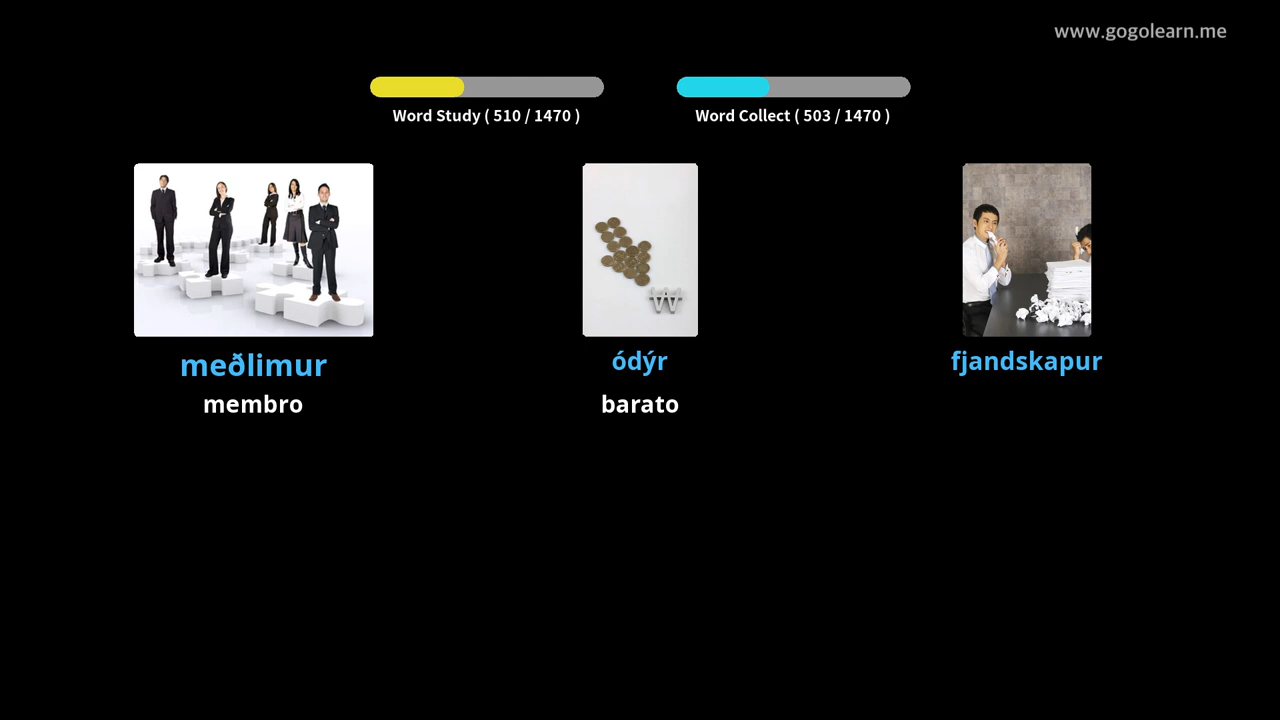 www.gogolearn.me
Word Study ( 510 / 1470 )
Word Collect ( 503 / 1470 )
meðlimur
membro
ódýr
barato
fjandskapur